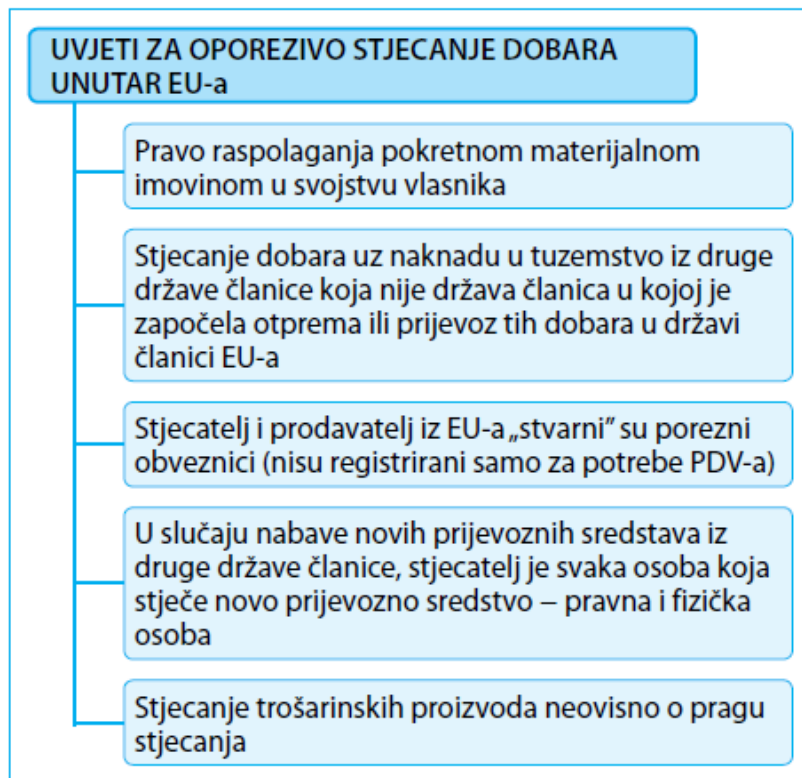 UVJETI ZA OPOREZIVO STJECANJE DOBARA
UNUTAR EU-a
Pravo raspolaganja pokretnom materijalnom
imovinom u svojstvu vlasnika
Stjecanje dobara uz naknadu u tuzemstvo iz druge
države članice koja nije država članica u kojoj je
započela otprema ili prijevoz tih dobara u državi
članici EU-a
Stjecatelj i prodavatelj iz EU-a „stvarni” su porezni
obveznici (nisu registrirani samo za potrebe PDV-a)
U slučaju nabave novih prijevoznih sredstava iz
druge države članice, stjecatelj je svaka osoba koja
stječe novo prijevozno sredstvo – pravna i fizička
osoba
Stjecanje trošarinskih proizvoda neovisno o pragu
stjecanja